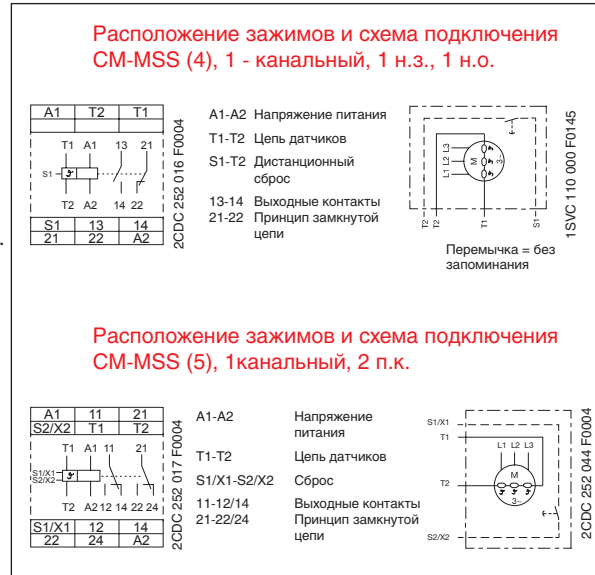 Расположение зажимов и схема подключения
CM-MSS (4), 1 - канальный, 1 н.з., 1 н.о.
A1 T2 T1
T1 A1 13 21
S1
T2 A2 14 22
S1 13 14
21 22 A2
2CDC 252 016 F0004
A1-A2 Напряжение питания
T1-T2 Цепь датчиков
S1-T2 Дистанционный
сброс
13-14 Выходные контакты
21-22 Принцип замкнутой
цепи
L1 L2 L3
M
3~
T2 T2 T1 S1
1SVC 110 000 F0145
Перемычка = без
запоминания
Расположение зажимов и схема подключения
CM-MSS (5), 1канальный, 2 п.к.
A1 11 21
S2/X2 T1 T2
T1 A1 11 21
S1/X1
S2/X2
T2 A2 12 14 22 24
S1/X1 12 14
22 24 A2
2CDC 252 017 F0004
A1-A2 Напряжение
питания
T1-T2 Цепь датчиков
S1/X1-S2/X2 Сброс
11-12/14 Выходные контакты
21-22/24 Принцип замкнутой
цепи
S1/X1
T1
L1 L2 L3
M
3~
T2
S2/X2
2CDC 252 044 F0004